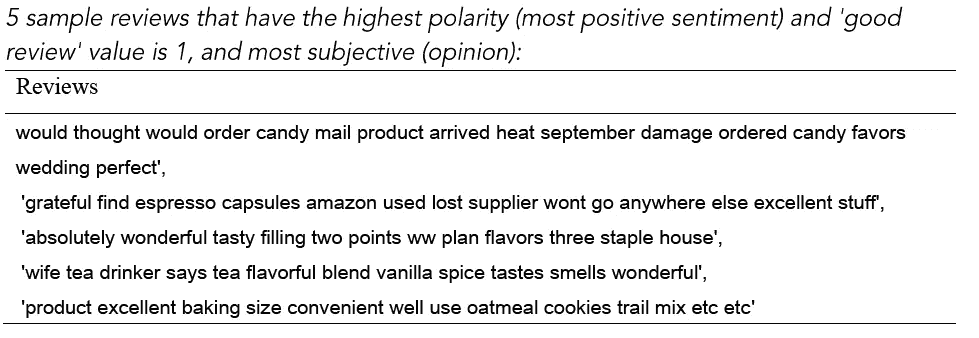 5 sample reviews that have the highest polarity (most positive sentiment) and 'good
review' value is 1, and most subjective (opinion):
Reviews
would thought would order candy mail product arrived heat september damage ordered candy favors
wedding perfect',
'grateful find espresso capsules amazon used lost supplier wont go anywhere else excellent stuff',
'absolutely wonderful tasty filling two points ww plan flavors three staple house',
'wife tea drinker says tea flavorful blend vanilla spice tastes smells wonderful',
'product excellent baking size convenient well use oatmeal cookies trail mix etc etc'